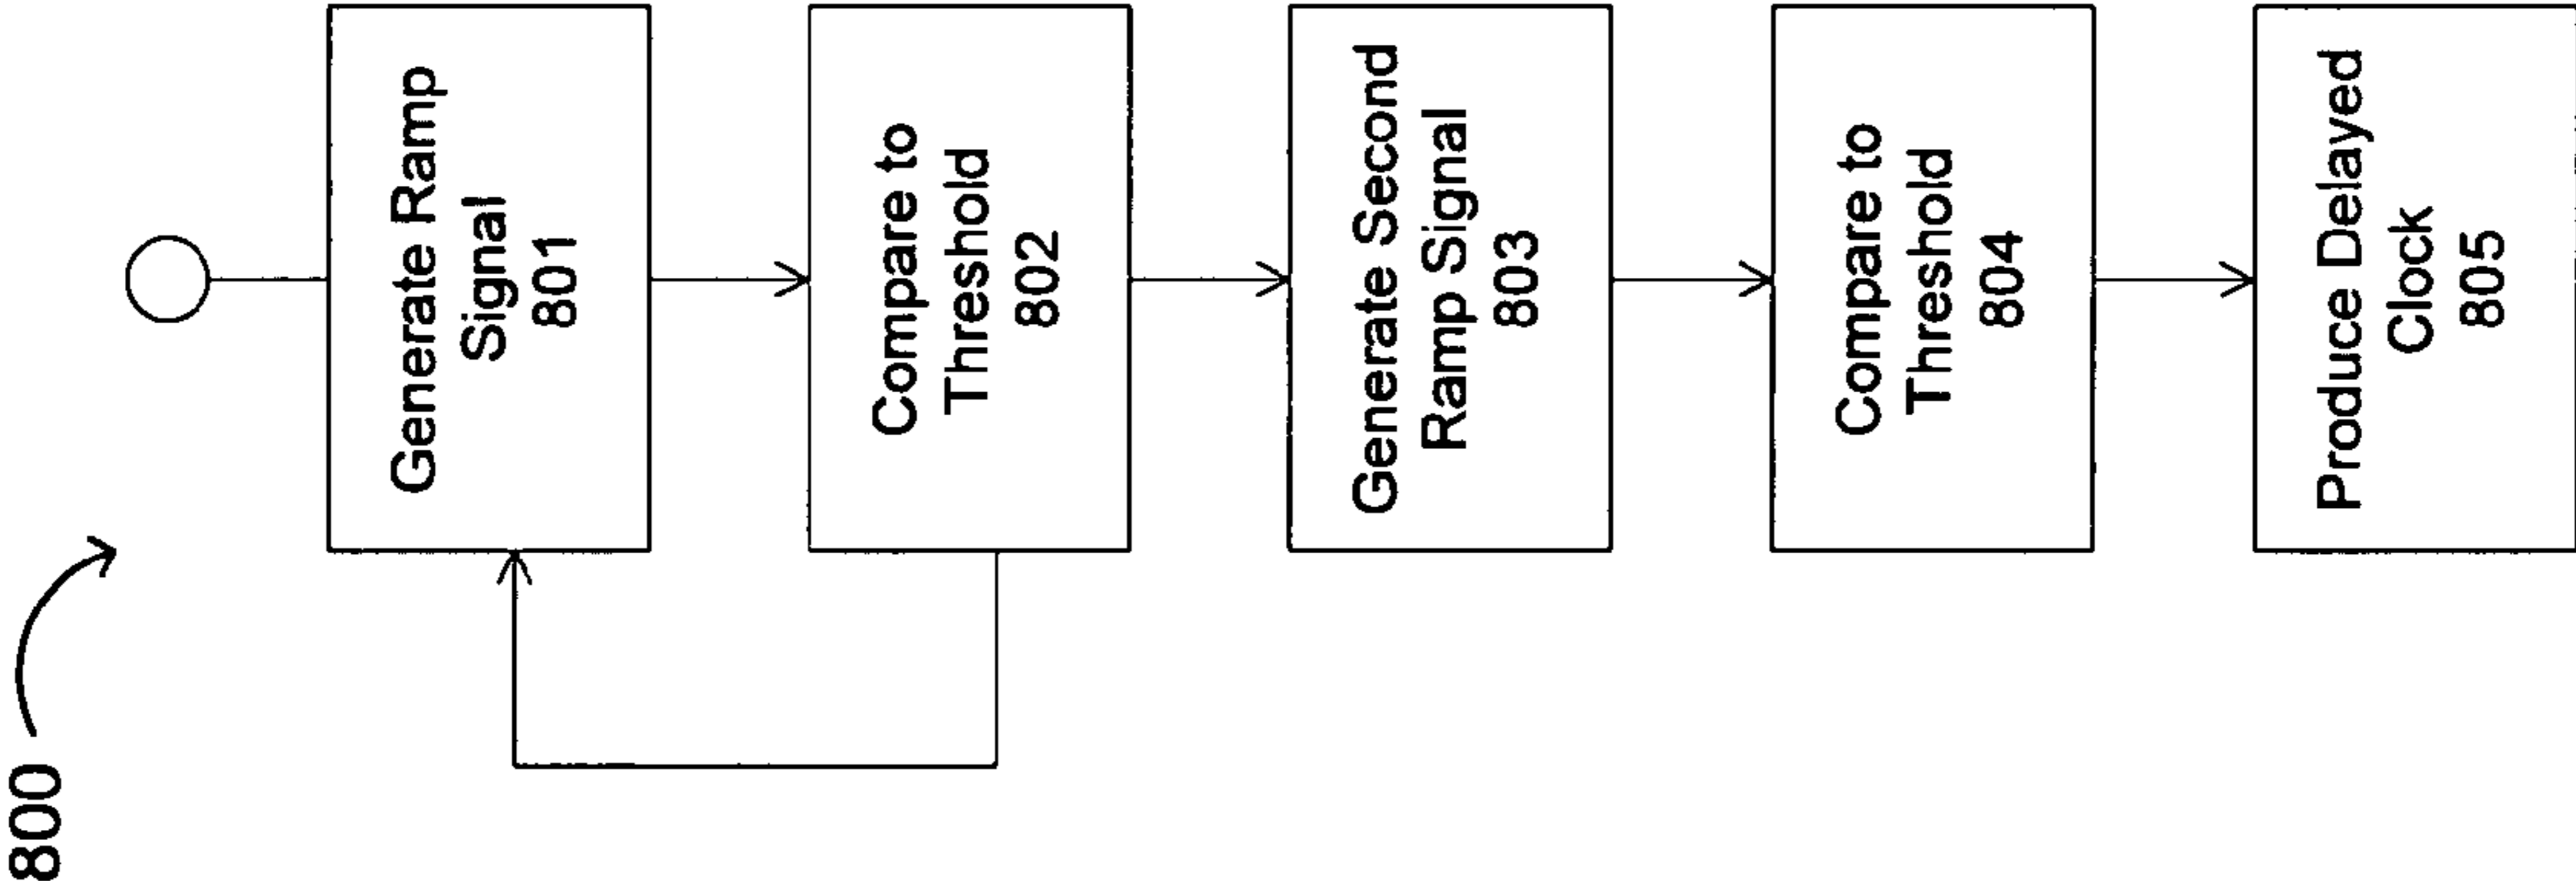 800
Generate Ramp
Signal
801
Compare to
Threshold
802
Generate Second
Ramp Signal
803
Compare to
Threshold
804
Produce Delayed
Clock
805